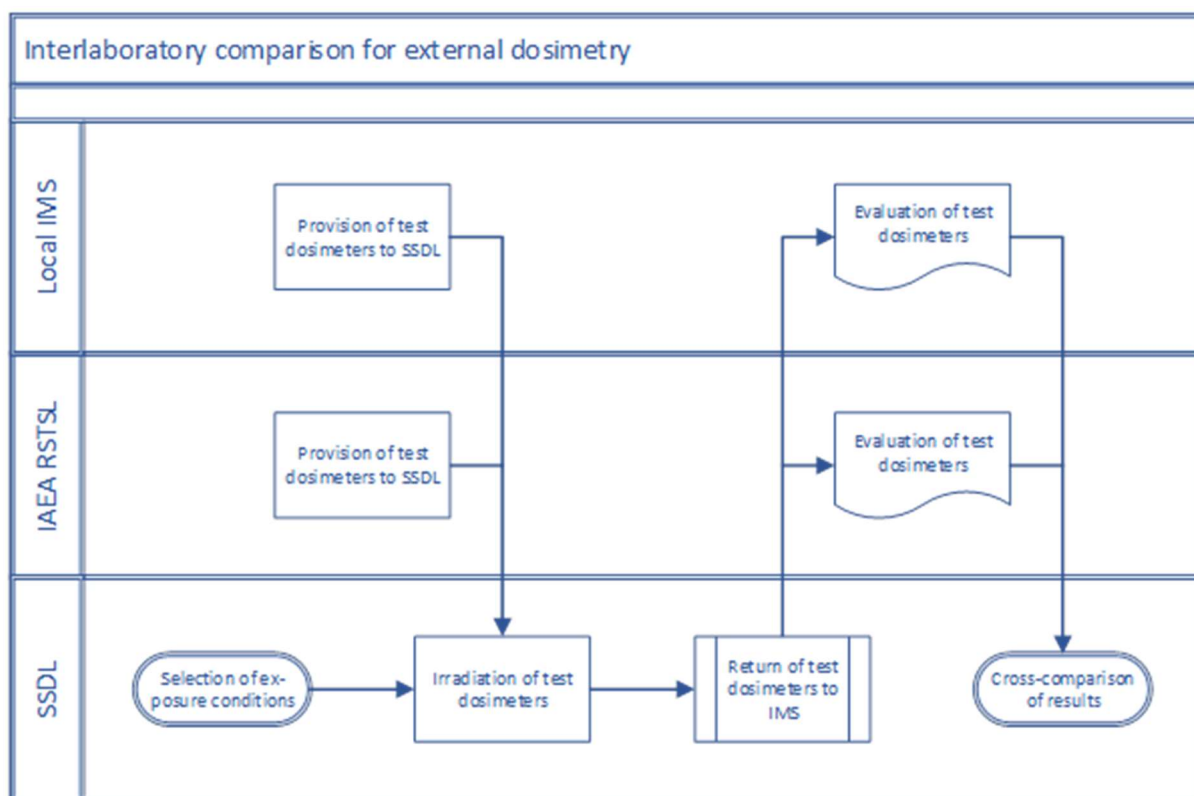 Interlaboratory comparison for external dosimetry
Local IMS
Provision of test
dosimeters to SSDL
Evaluation of test
dosimeters
IAEA RSTSL
Provision of test
dosimeters to SSDL
Evaluation of test
dosimeters
SSDL
Selection of ex-
posure conditions
Irradiation of test
dosimeters
Return of test
dosimeters to
IMS
Cross-comparison
of results